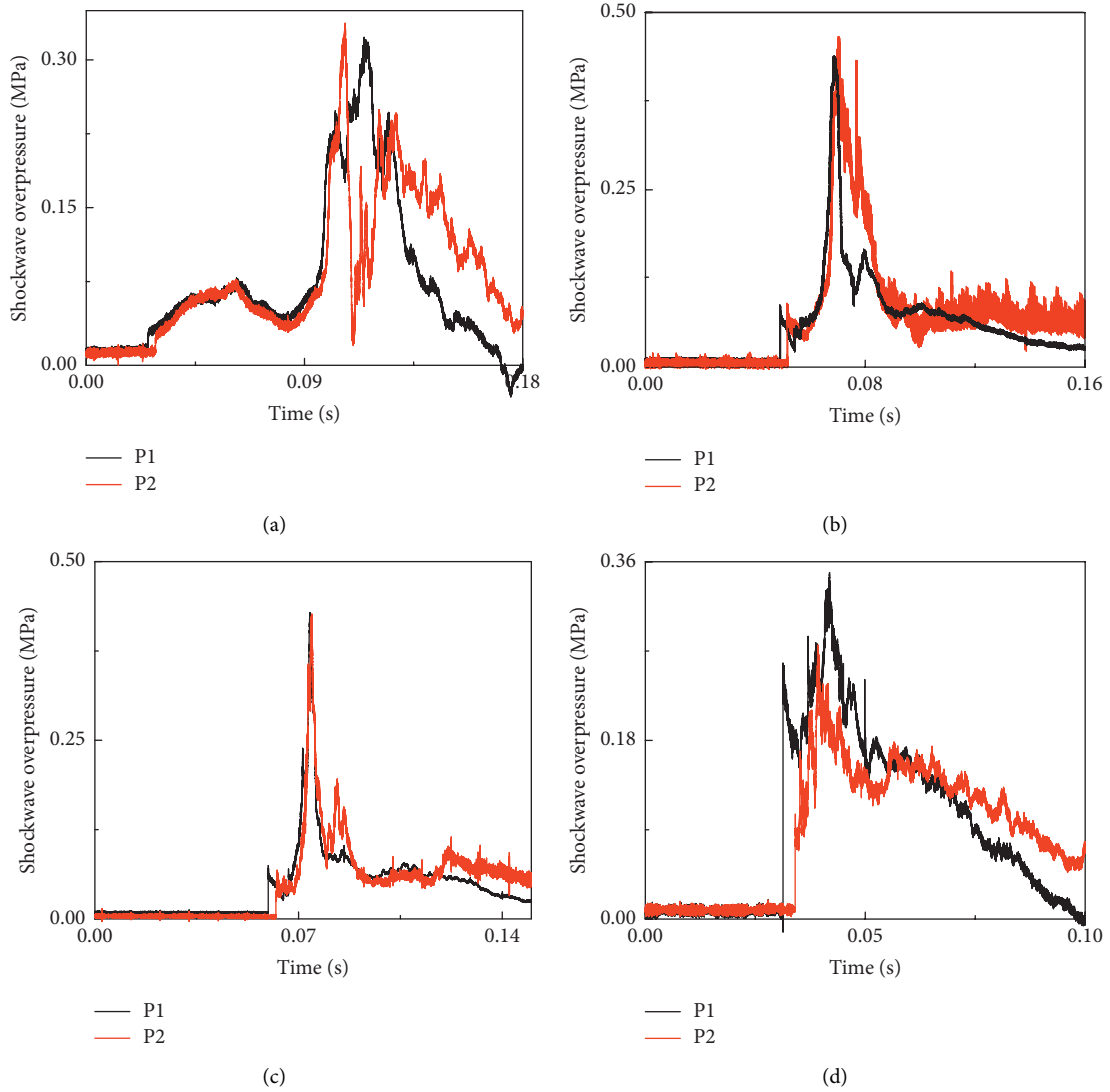 Shockwave overpressure (MPa)
0.30
0.15
0.00
0.00
0.09
0.18
Time (s)
P1
P2
(a)
Shockwave overpressure (MPa)
0.50
0.25
0.00
0.00
0.08
0.16
Time (s)
P1
P2
(b)
Shockwave overpressure (MPa)
0.50
0.25
0.00
0.00
0.07
0.14
Time (s)
P1
P2
(c)
Shockwave overpressure (MPa)
0.36
0.18
0.00
0.00
0.05
0.10
Time (s)
P1
P2
(d)